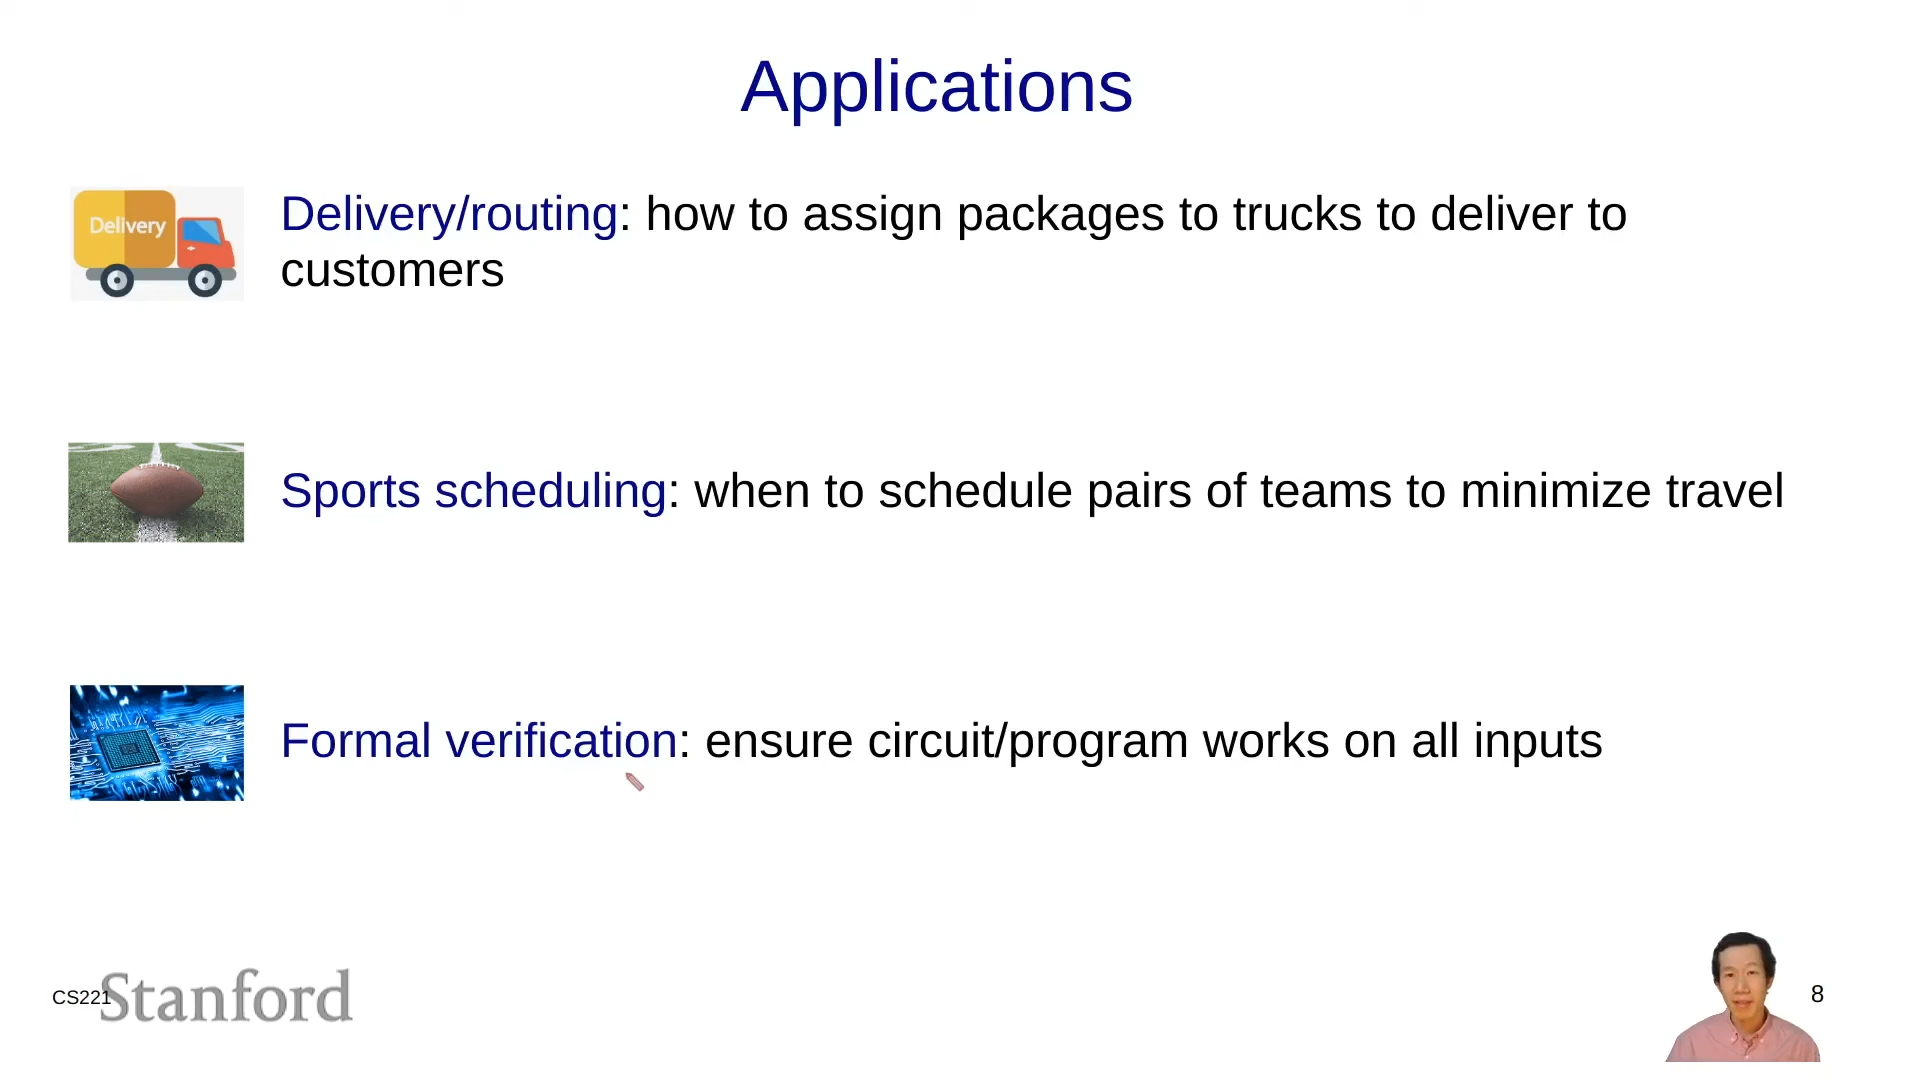 Applications
Delivery
Delivery/routing: how to assign packages to trucks to deliver to
customers
Sports scheduling: when to schedule pairs of teams to minimize travel
Formal verification: ensure circuit/program works on all inputs
CS221
Stanford
8